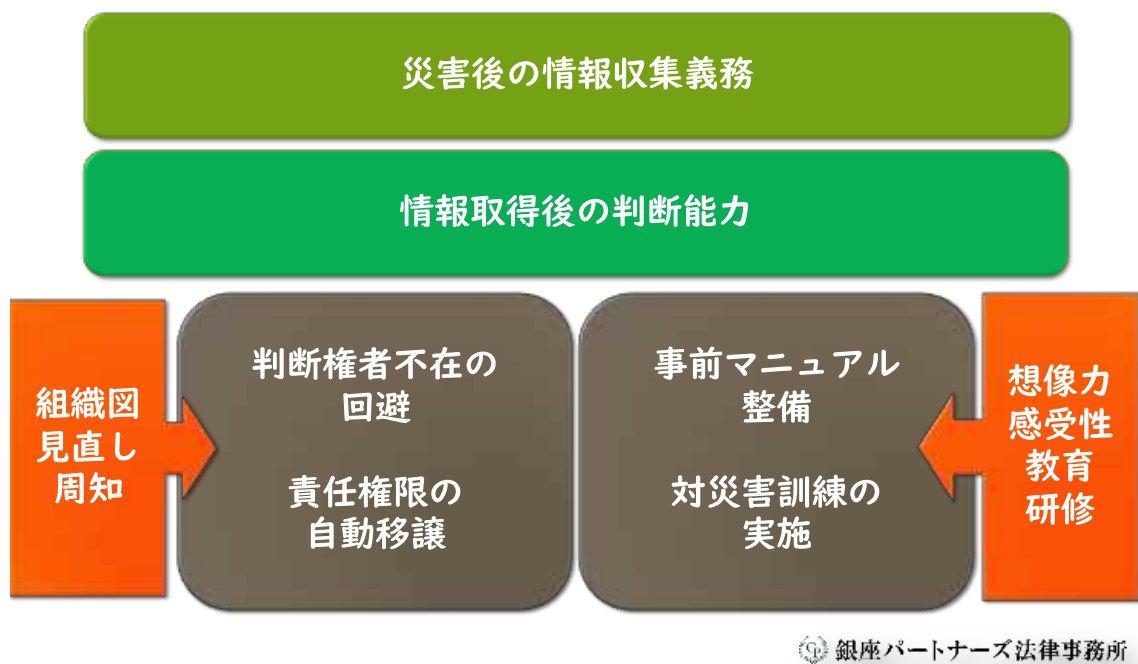 災害後の情報収集義務
情報取得後の判断能力
組織図
見直し
周知
判断権者不在の
回避
責任権限の
自動移譲
事前マニュアル
整備
対災害訓練の
実施
想像力
感受性
教育
研修
銀座パートナーズ法律事務所